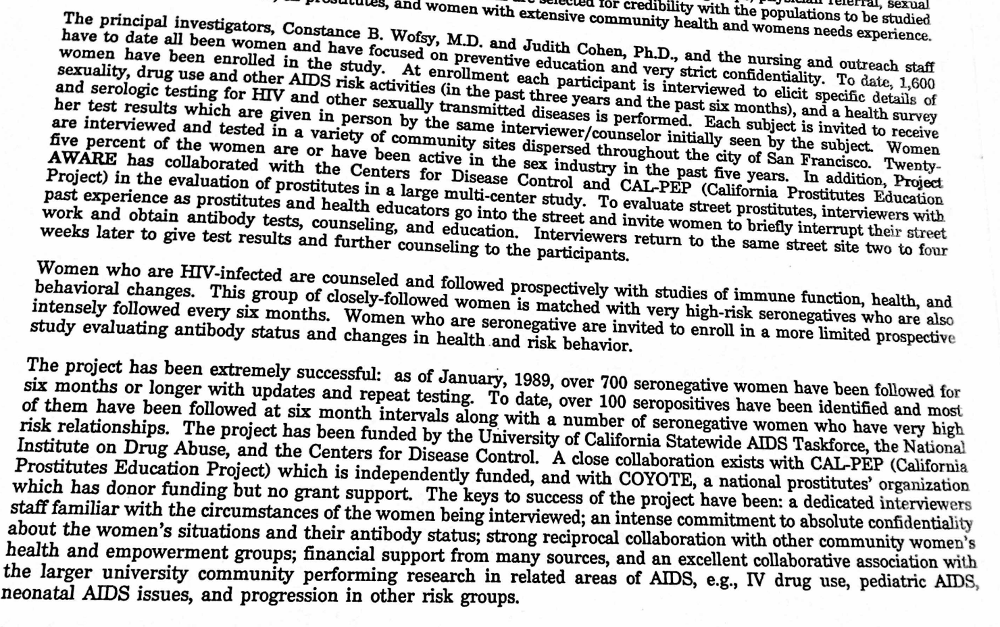 selected for credibility with the populations to be studied
prostitutes, and women with extensive community health and womens needs experience.
The principal investigators, Constance B. Wofsy, M.D. and Judith Cohen, Ph.D., and the nursing and outreach staff
have to date all been women and have focused on preventive education and very strict confidentiality. To date, 1,600
women have been enrolled in the study. At enrollment each participant is interviewed to elicit specific details of
sexuality, drug use and other AIDS risk activities (in the past three years and the past six months), and a health survey
and serologic testing for HIV and other sexually transmitted diseases is performed. Each subject is invited to receive
her test results which are given in person by the same interviewer/counselor initially seen by the subject. Women
are interviewed and tested in a variety of community sites dispersed throughout the city of San Francisco. Twenty-
five percent of the women are or have been active in the sex industry in the past five years. In addition, Project
AWARE has collaborated with the Centers for Disease Control and CAL-PEP (California Prostitutes Education
Project) in the evaluation of prostitutes in a large multi-center study. To evaluate street prostitutes, interviewers with
past experience as prostitutes and health educators go into the street and invite women to briefly interrupt their street
work and obtain antibody tests, counseling, and education. Interviewers return to the same street site two to four
weeks later to give test results and further counseling to the participants.
Women who are HIV-infected are counseled and followed prospectively with studies of immune function, health, and
behavioral changes. This group of closely-followed women is matched with very high-risk seronegatives who are also
intensely followed every six months. Women who are seronegative are invited to enroll in a more limited prospective
study evaluating antibody status and changes in health and risk behavior.
The project has been extremely successful: as of January, 1989, over 700 seronegative women have been followed for
six months or longer with updates and repeat testing. To date, over 100 seropositives have been identified and most
of them have been followed at six month intervals along with a number of seronegative women who have very high
risk relationships. The project has been funded by the University of California Statewide AIDS Taskforce, the National
Institute on Drug Abuse, and the Centers for Disease Control. A close collaboration exists with CAL-PEP (California
Prostitutes Education Project) which is independently funded, and with COYOTE, a national prostitutes' organization
which has donor funding but no grant support. The keys to success of the project have been: a dedicated interviewers
staff familiar with the circumstances of the women being interviewed; an intense commitment to absolute confidentiality
about the women's situations and their antibody status; strong reciprocal collaboration with other community women's
health and empowerment groups; financial support from many sources, and an excellent collaborative association with
the larger university community performing research in related areas of AIDS, e.g., IV drug use, pediatric AIDS,
neonatal AIDS issues, and progression in other risk groups.